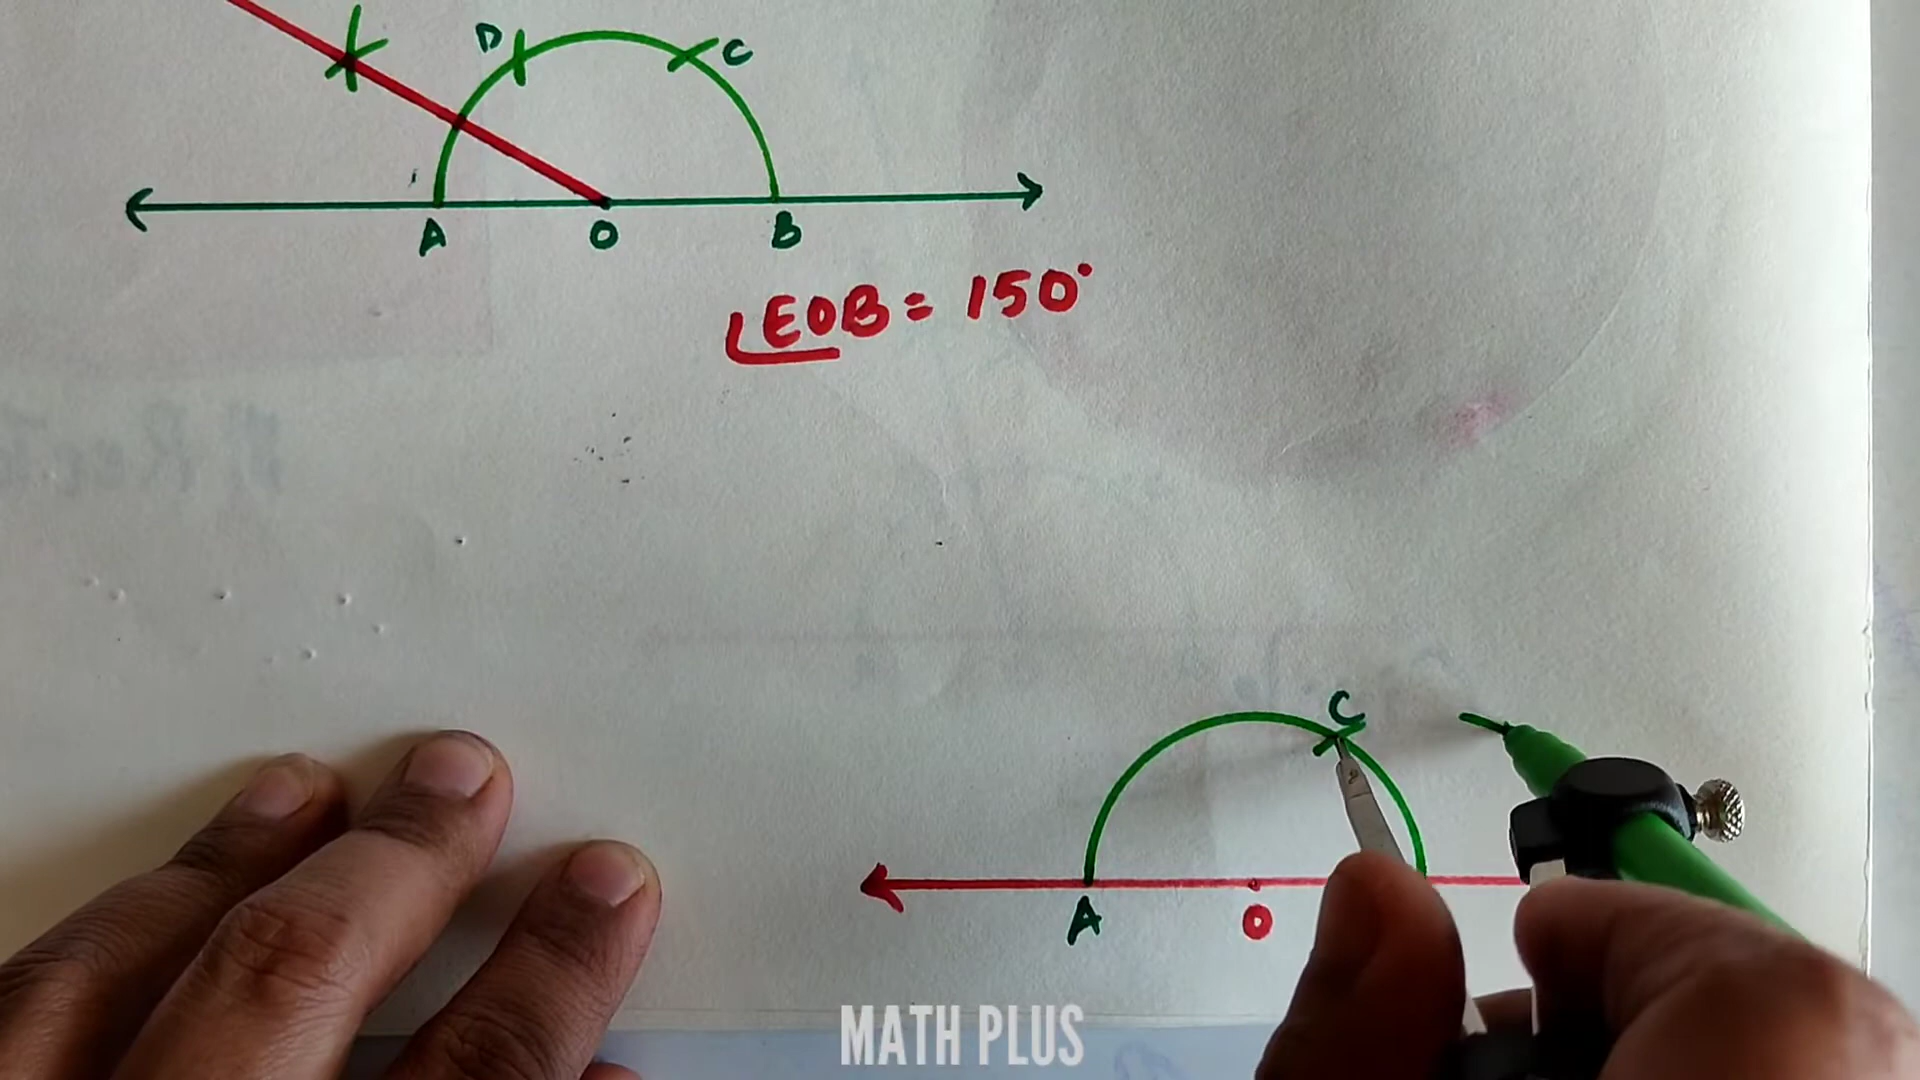 D C
A O B
∠EOB = 150°
C
A O
MATH PLUS